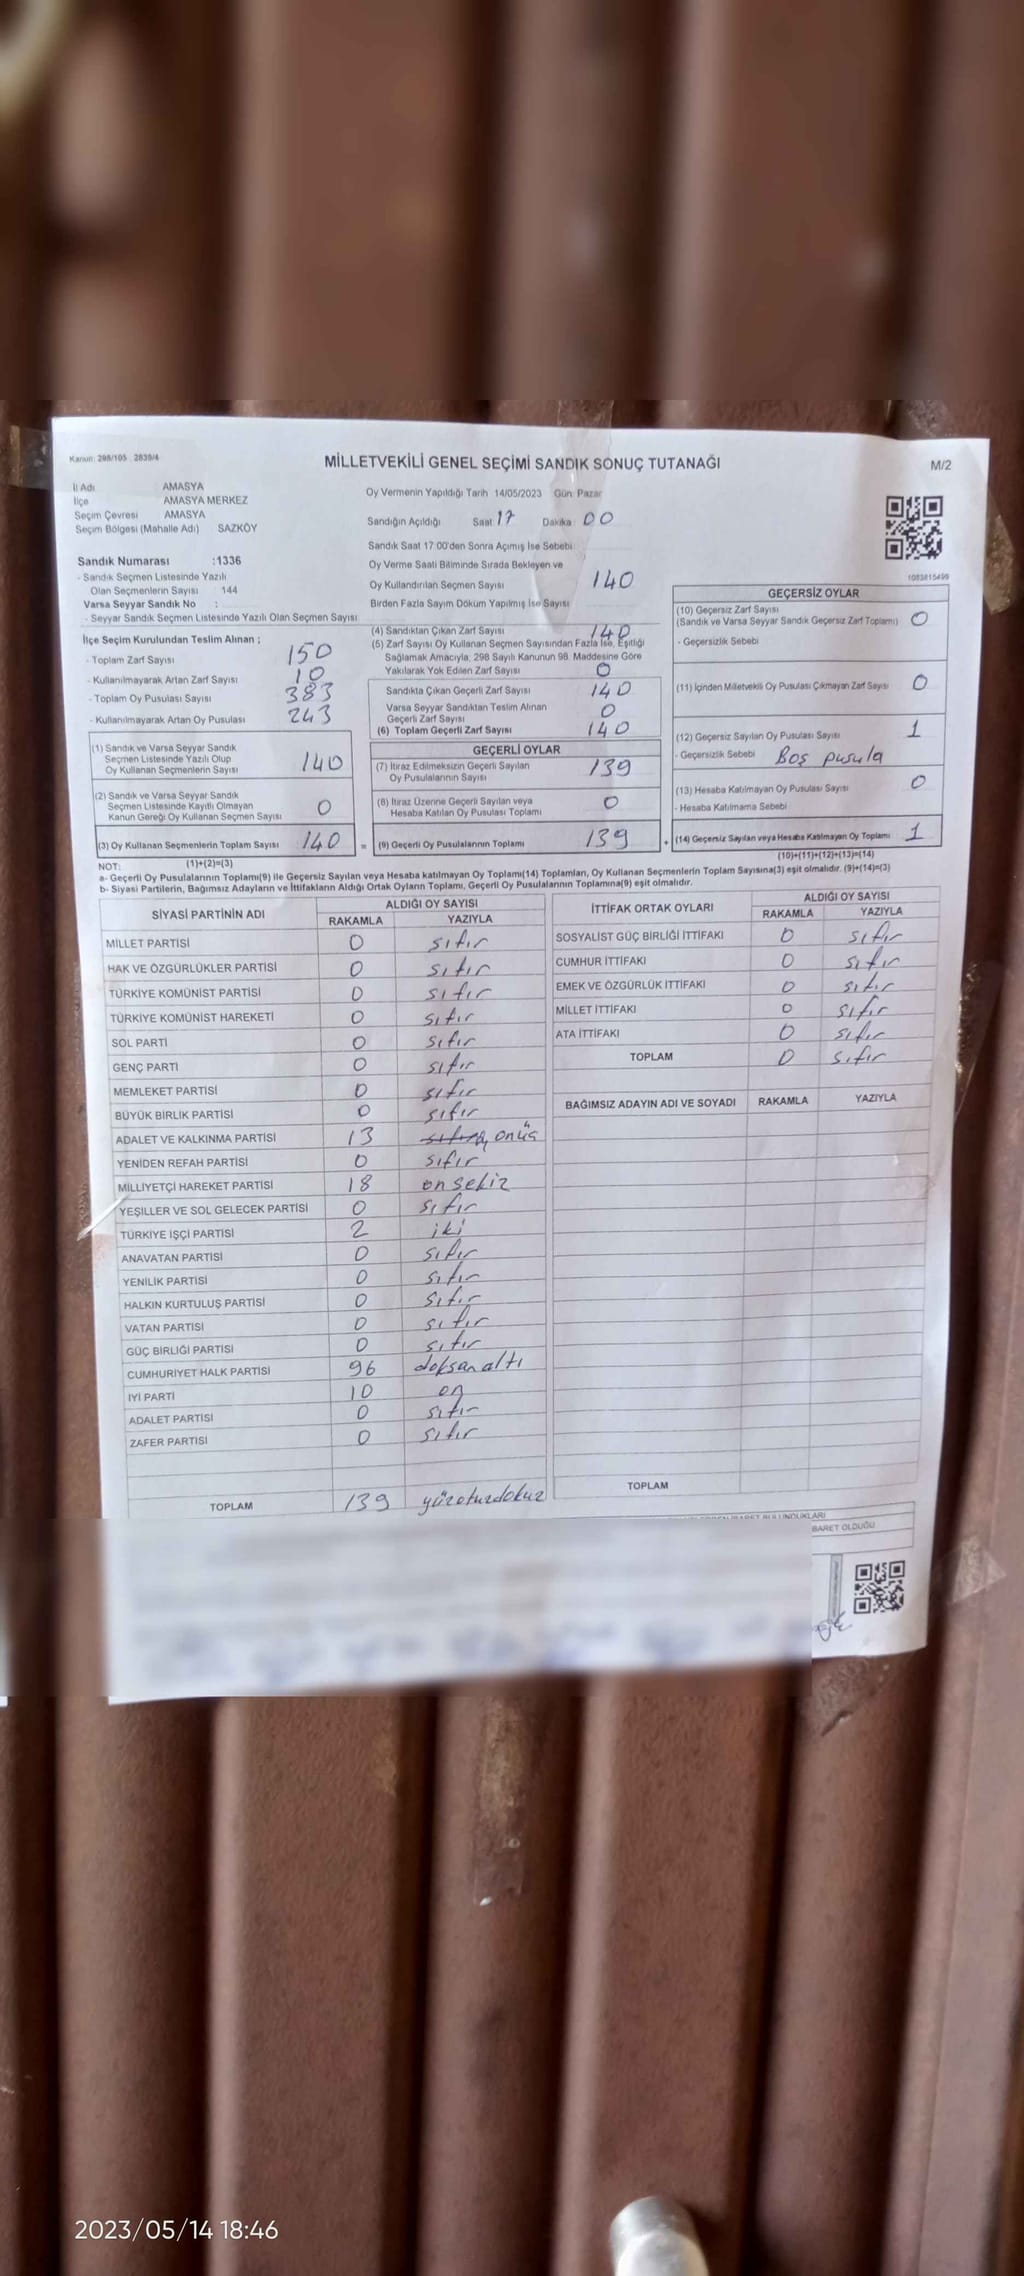 Kanun: 298/105 2839/4
MİLLETVEKİLİ GENEL SEÇİMİ SANDIK SONUÇ TUTANAĞI
M/2
İl Adı AMASYA
İlçe AMASYA MERKEZ
Seçim Çevresi AMASYA
Seçim Bölgesi (Mahalle Adı) SAZKÖY
Oy Vermenin Yapıldığı Tarih 14/05/2023 Gün: Pazar
Sandığın Açıldığı Saat 17 Dakika 00
Sandık Saat 17:00'den Sonra Açımış İse Sebebi
Oy Verme Saati Bitiminde Sırada Bekleyen ve
Oy Kullandırılan Seçmen Sayısı 140
Birden Fazla Sayım Döküm Yapılmış İse Sayısı
1083815499
Sandık Numarası :1336
- Sandık Seçmen Listesinde Yazılı
Olan Seçmenlerin Sayısı 144
Varsa Seyyar Sandık No :
- Seyyar Sandık Seçmen Listesinde Yazılı Olan Seçmen Sayısı
İlçe Seçim Kurulundan Teslim Alınan ;
- Toplam Zarf Sayısı 150
- Kullanılmayarak Artan Zarf Sayısı 10
- Toplam Oy Pusulası Sayısı 383
- Kullanılmayarak Artan Oy Pusulası 243
(4) Sandıktan Çıkan Zarf Sayısı 140
(5) Zarf Sayısı Oy Kullanan Seçmen Sayısından Fazla İse, Eşitliği
Sağlamak Amacıyla, 298 Sayılı Kanunun 98. Maddesine Göre
Yakılarak Yok Edilen Zarf Sayısı 0
Sandıkta Çıkan Geçerli Zarf Sayısı 140
Varsa Seyyar Sandıktan Teslim Alınan
Geçerli Zarf Sayısı 0
(6) Toplam Geçerli Zarf Sayısı 140
GEÇERSİZ OYLAR
(10) Geçersiz Zarf Sayısı
(Sandık ve Varsa Seyyar Sandık Geçersiz Zarf Toplamı) 0
- Geçersizlik Sebebi
(11) İçinden Milletvekili Oy Pusulası Çıkmayan Zarf Sayısı 0
(12) Geçersiz Sayılan Oy Pusulası Sayısı 1
- Geçersizlik Sebebi Boş pusula
(13) Hesaba Katılmayan Oy Pusulası Sayısı 0
- Hesaba Katılmama Sebebi
(14) Geçersiz Sayılan veya Hesaba Katılmayan Oy Toplamı 1
(10)+(11)+(12)+(13)=(14)
(1) Sandık ve Varsa Seyyar Sandık
Seçmen Listesinde Yazılı Olup
Oy Kullanan Seçmenlerin Sayısı 140
(2) Sandık ve Varsa Seyyar Sandık
Seçmen Listesinde Kayıtlı Olmayan
Kanun Gereği Oy Kullanan Seçmen Sayısı 0
(3) Oy Kullanan Seçmenlerin Toplam Sayısı 140 =
(1)+(2)=(3)
GEÇERLİ OYLAR
(7) İtiraz Edilmeksizin Geçerli Sayılan
Oy Pusulalarının Sayısı 139
(8) İtiraz Üzerine Geçerli Sayılan veya
Hesaba Katılan Oy Pusulası Toplamı 0
(9) Geçerli Oy Pusulalarının Toplamı 139 +
NOT:
a- Geçerli Oy Pusulalarının Toplamı(9) ile Geçersiz Sayılan veya Hesaba katılmayan Oy Toplamı(14) Toplamları, Oy Kullanan Seçmenlerin Toplam Sayısına(3) eşit olmalıdır. (9)+(14)=(3)
b- Siyasi Partilerin, Bağımsız Adayların ve İttifakların Aldığı Ortak Oyların Toplamı, Geçerli Oy Pusulalarının Toplamına(9) eşit olmalıdır.
SİYASİ PARTİNİN ADI ALDIĞI OY SAYISI
RAKAMLA YAZIYLA
MİLLET PARTİSİ 0 sıfır
HAK VE ÖZGÜRLÜKLER PARTİSİ 0 sıfır
TÜRKİYE KOMÜNİST PARTİSİ 0 sıfır
TÜRKİYE KOMÜNİST HAREKETİ 0 sıfır
SOL PARTİ 0 sıfır
GENÇ PARTİ 0 sıfır
MEMLEKET PARTİSİ 0 sıfır
BÜYÜK BİRLİK PARTİSİ 0 sıfır
ADALET VE KALKINMA PARTİSİ 13 onüç
YENİDEN REFAH PARTİSİ 0 sıfır
MİLLİYETÇİ HAREKET PARTİSİ 18 onsekiz
YEŞİLLER VE SOL GELECEK PARTİSİ 0 sıfır
TÜRKİYE İŞÇİ PARTİSİ 2 iki
ANAVATAN PARTİSİ 0 sıfır
YENİLİK PARTİSİ 0 sıfır
HALKIN KURTULUŞ PARTİSİ 0 sıfır
VATAN PARTİSİ 0 sıfır
GÜÇ BİRLİĞİ PARTİSİ 0 sıfır
CUMHURİYET HALK PARTİSİ 96 doksanaltı
İYİ PARTİ 10 on
ADALET PARTİSİ 0 sıfır
ZAFER PARTİSİ 0 sıfır
TOPLAM 139 yüzotuzdokuz
İTTİFAK ORTAK OYLARI ALDIĞI OY SAYISI
RAKAMLA YAZIYLA
SOSYALİST GÜÇ BİRLİĞİ İTTİFAKI 0 sıfır
CUMHUR İTTİFAKI 0 sıfır
EMEK VE ÖZGÜRLÜK İTTİFAKI 0 sıfır
MİLLET İTTİFAKI 0 sıfır
ATA İTTİFAKI 0 sıfır
TOPLAM 0 sıfır
BAĞIMSIZ ADAYIN ADI VE SOYADI RAKAMLA YAZIYLA
TOPLAM
BULUNDUKLARI
BARET OLDUĞU
2023/05/14 18:46